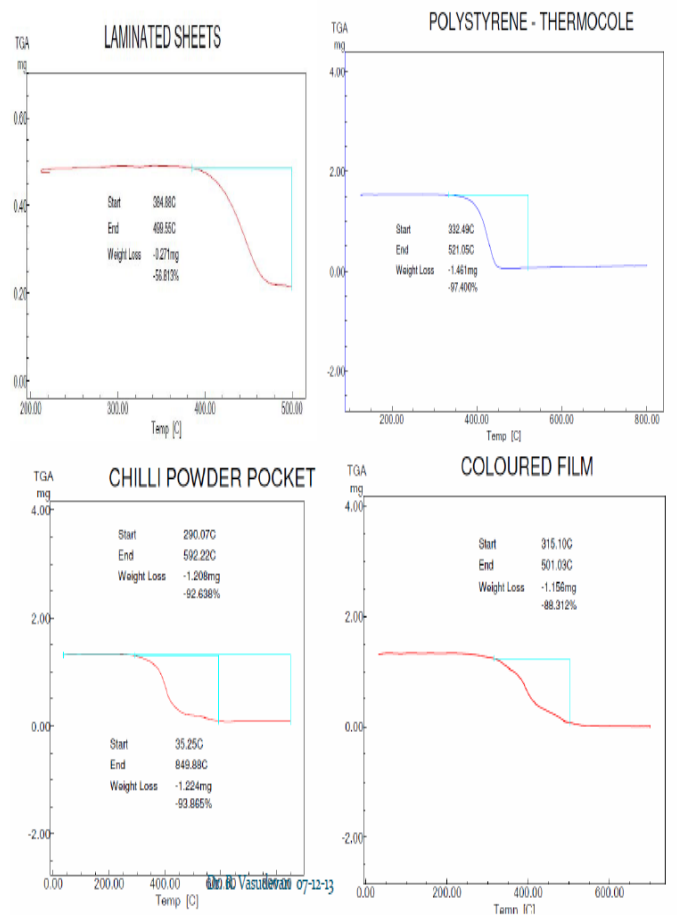 LAMINATED SHEETS
TGA
mg
0.60
0.40
0.20
0.00
Start 384.88C
End 499.55C
Weight Loss -0.271mg
-56.813%
200.00 300.00 400.00 500.00
Temp [C]
POLYSTYRENE - THERMOCOLE
TGA
mg
4.00
2.00
0.00
-2.00
Start 332.49C
End 521.05C
Weight Loss -1.461mg
-97.400%
200.00 400.00 600.00 800.00
Temp [C]
CHILLI POWDER POCKET
TGA
mg
4.00
2.00
0.00
-2.00
Start 290.07C
End 592.22C
Weight Loss -1.208mg
-92.638%
Start 35.25C
End 849.88C
Weight Loss -1.224mg
-93.865%
0.00 200.00 400.00
Temp [C]
Dr. R. Vasudevan 07-12-13
COLOURED FILM
TGA
mg
4.00
2.00
0.00
-2.00
Start 315.10C
End 501.03C
Weight Loss -1.156mg
-88.312%
0.00 200.00 400.00 600.00
Temp [C]